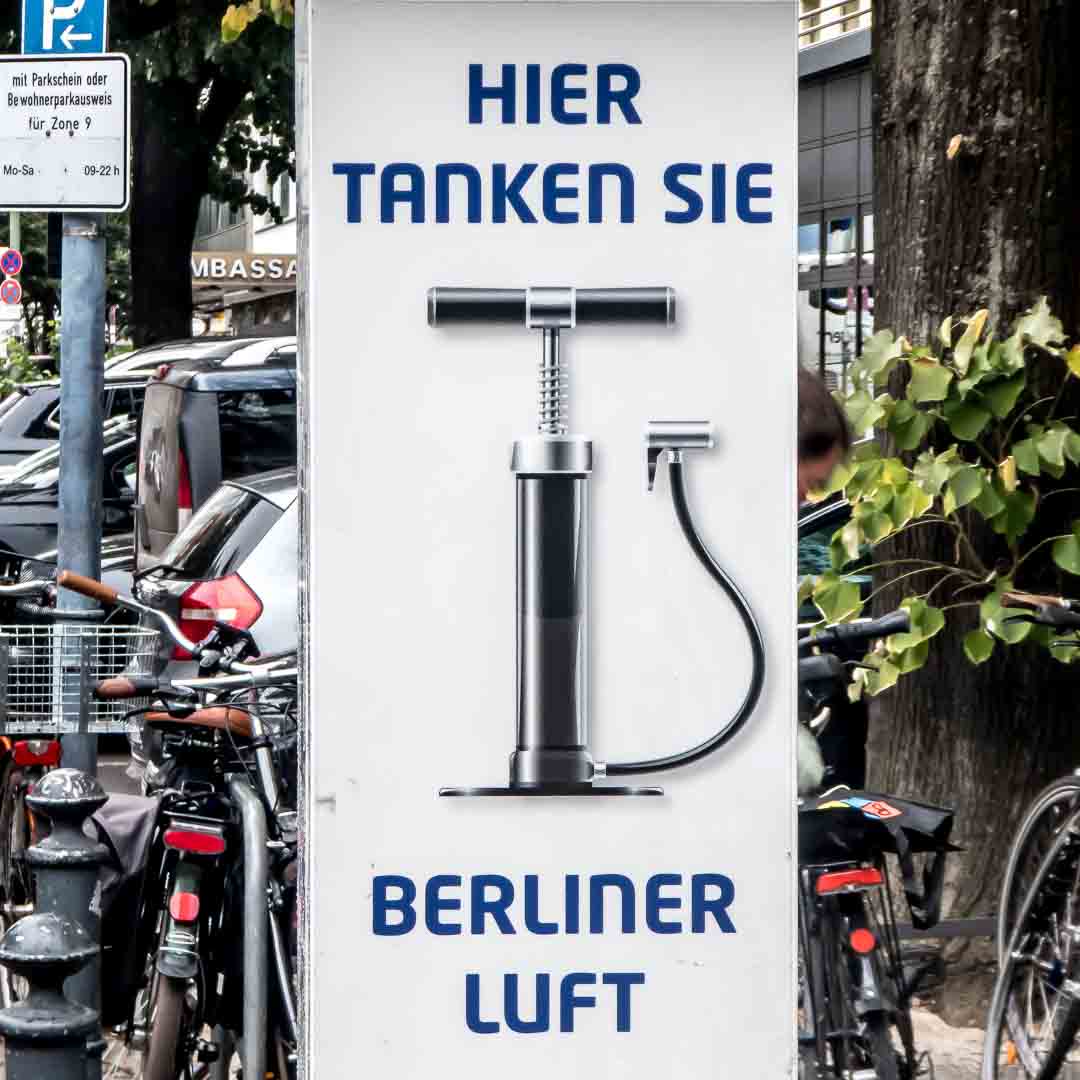 P
mit Parkschein oder
Bewohnerparkausweis
für Zone 9
Mo-Sa 09-22 h
MBASSA
HIER
TANKEN SIE
BERLINER
LUFT